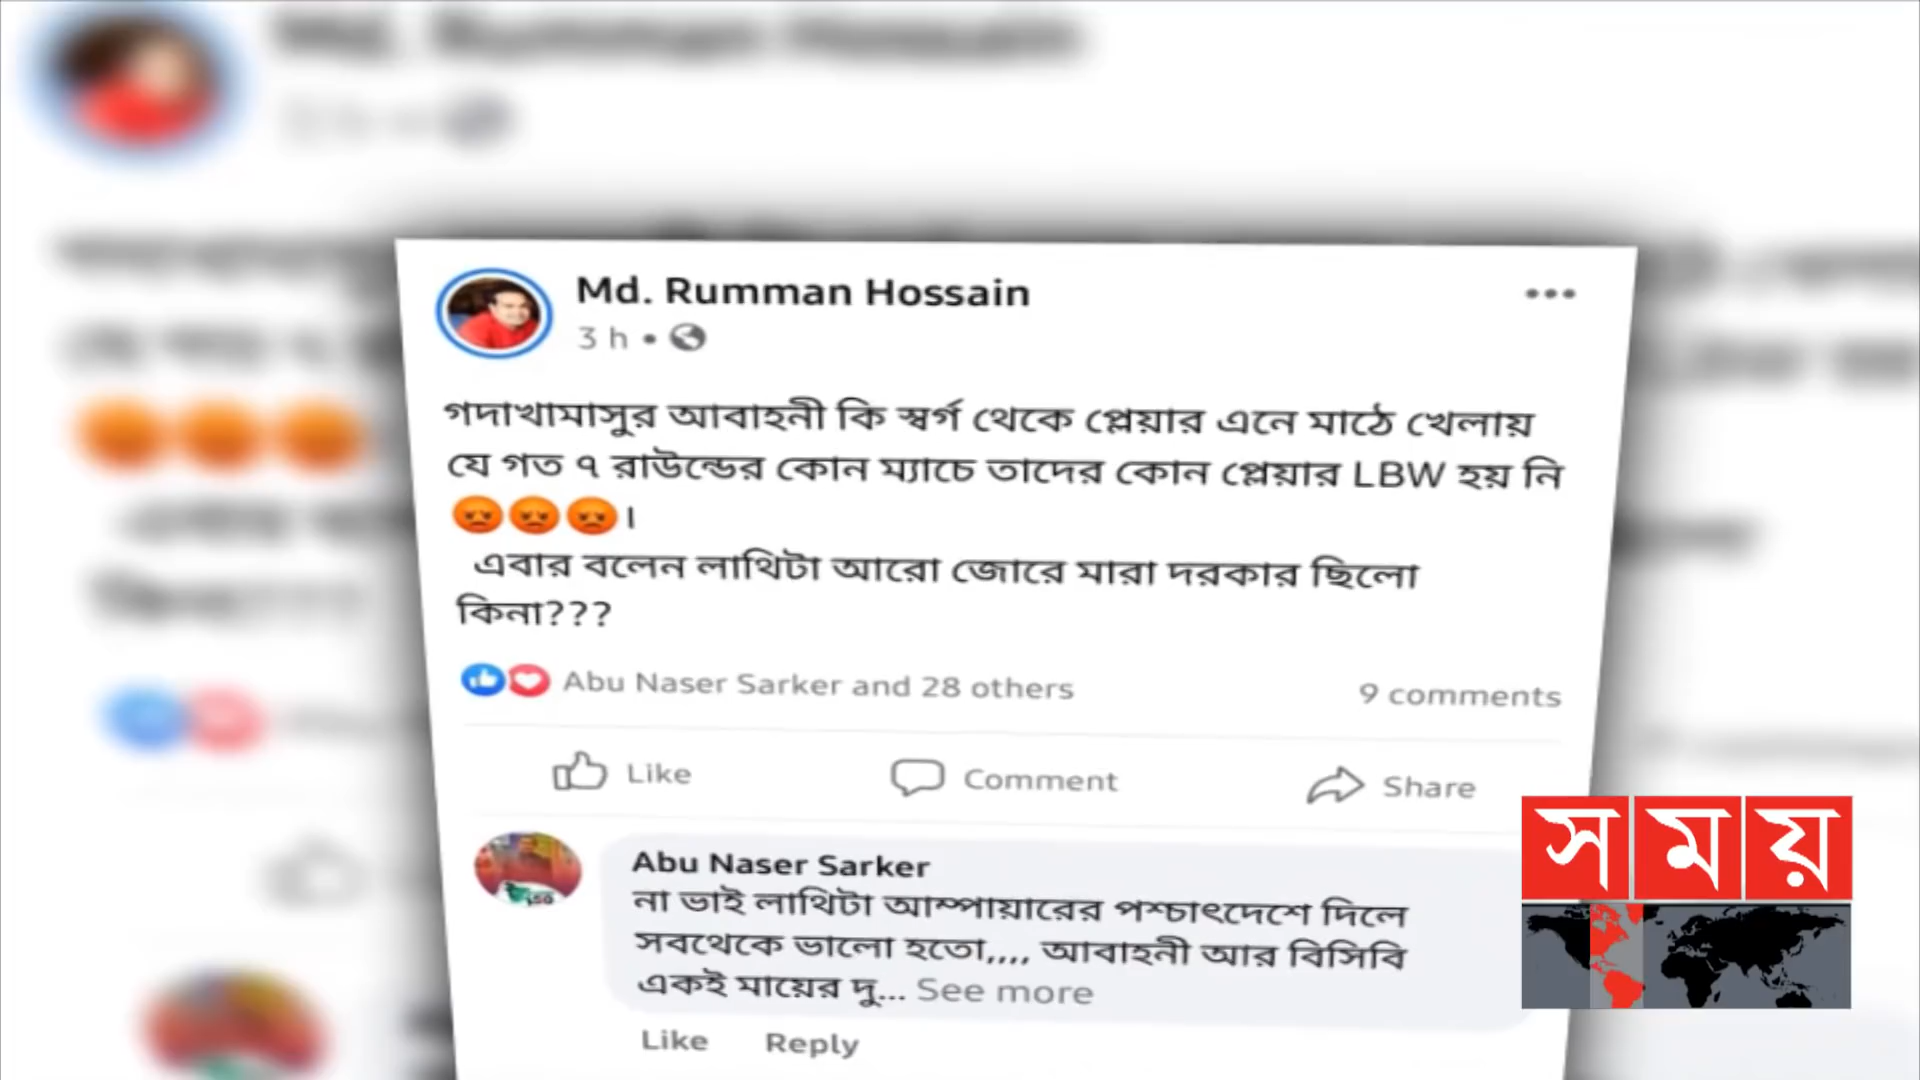 Md. Rumman Hossain
3 h •
গদাখামাসুর আবাহনী কি স্বর্গ থেকে প্লেয়ার এনে মাঠে খেলায়
যে গত ৭ রাউন্ডের কোন ম্যাচে তাদের কোন প্লেয়ার LBW হয় নি
😡😡😡।
এবার বলেন লাথিটা আরো জোরে মারা দরকার ছিলো
কিনা???
Abu Naser Sarker and 28 others
9 comments
Like
Comment
Share
Abu Naser Sarker
না ভাই লাথিটা আম্পায়ারের পশ্চাৎদেশে দিলে
সবথেকে ভালো হতো,,,, আবাহনী আর বিসিবি
একই মায়ের দু... See more
Like Reply
সময়